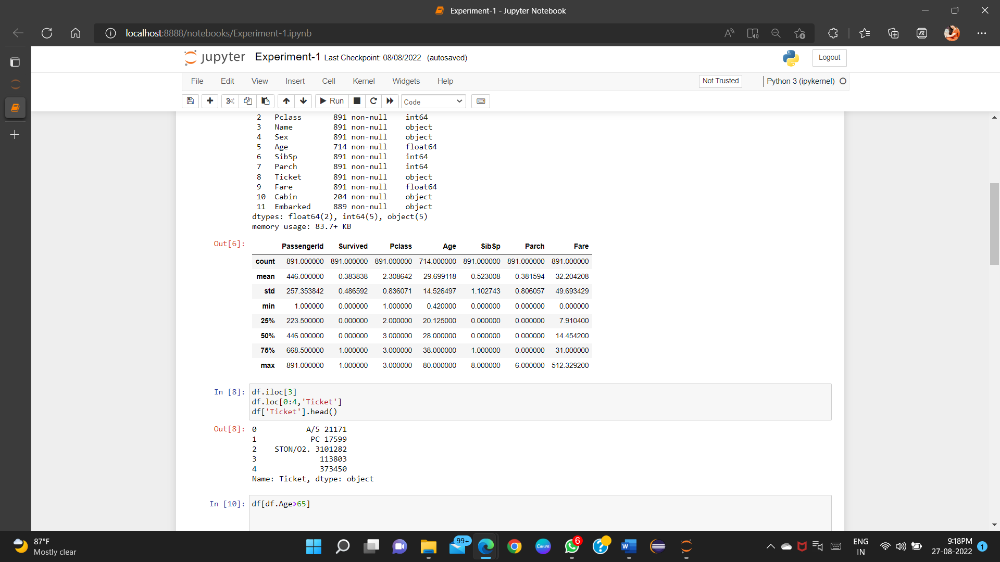 Experiment-1 - Jupyter Notebook
localhost:8888/notebooks/Experiment-1.ipynb
jupyter Experiment-1 Last Checkpoint: 08/08/2022 (autosaved)
Logout
File Edit View Insert Cell Kernel Widgets Help
Not Trusted
Python 3 (ipykernel)
Run
Code
2 Pclass 891 non-null int64
3 Name 891 non-null object
4 Sex 891 non-null object
5 Age 714 non-null float64
6 SibSp 891 non-null int64
7 Parch 891 non-null int64
8 Ticket 891 non-null object
9 Fare 891 non-null float64
10 Cabin 204 non-null object
11 Embarked 889 non-null object
dtypes: float64(2), int64(5), object(5)
memory usage: 83.7+ KB
Out[6]:
PassengerId Survived Pclass Age SibSp Parch Fare
count 891.000000 891.000000 891.000000 714.000000 891.000000 891.000000 891.000000
mean 446.000000 0.383838 2.308642 29.699118 0.523008 0.381594 32.204208
std 257.353842 0.486592 0.836071 14.526497 1.102743 0.806057 49.693429
min 1.000000 0.000000 1.000000 0.420000 0.000000 0.000000 0.000000
25% 223.500000 0.000000 2.000000 20.125000 0.000000 0.000000 7.910400
50% 446.000000 0.000000 3.000000 28.000000 0.000000 0.000000 14.454200
75% 668.500000 1.000000 3.000000 38.000000 1.000000 0.000000 31.000000
max 891.000000 1.000000 3.000000 80.000000 8.000000 6.000000 512.329200
In [8]: df.iloc[3]
df.loc[0:4,'Ticket']
df['Ticket'].head()
Out[8]: 0 A/5 21171
1 PC 17599
2 STON/O2. 3101282
3 113803
4 373450
Name: Ticket, dtype: object
In [10]: df[df.Age>65]
87°F
Mostly clear
99+
Canva
6
W
ENG
IN
9:18PM
27-08-2022
1